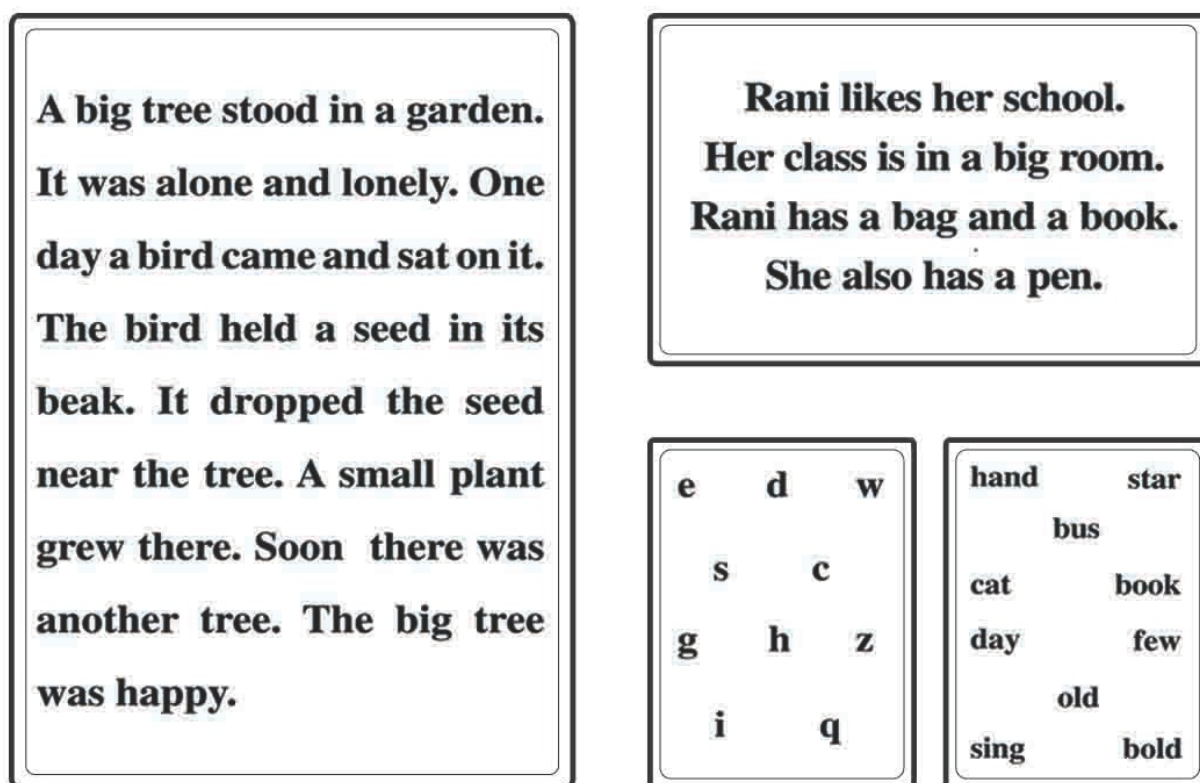 A big tree stood in a garden.
It was alone and lonely. One
day a bird came and sat on it.
The bird held a seed in its
beak. It dropped the seed
near the tree. A small plant
grew there. Soon there was
another tree. The big tree
was happy.
Rani likes her school.
Her class is in a big room.
Rani has a bag and a book.
She also has a pen.
e d w
s c
g h z
i q
hand star
bus
cat book
day few
old
sing bold